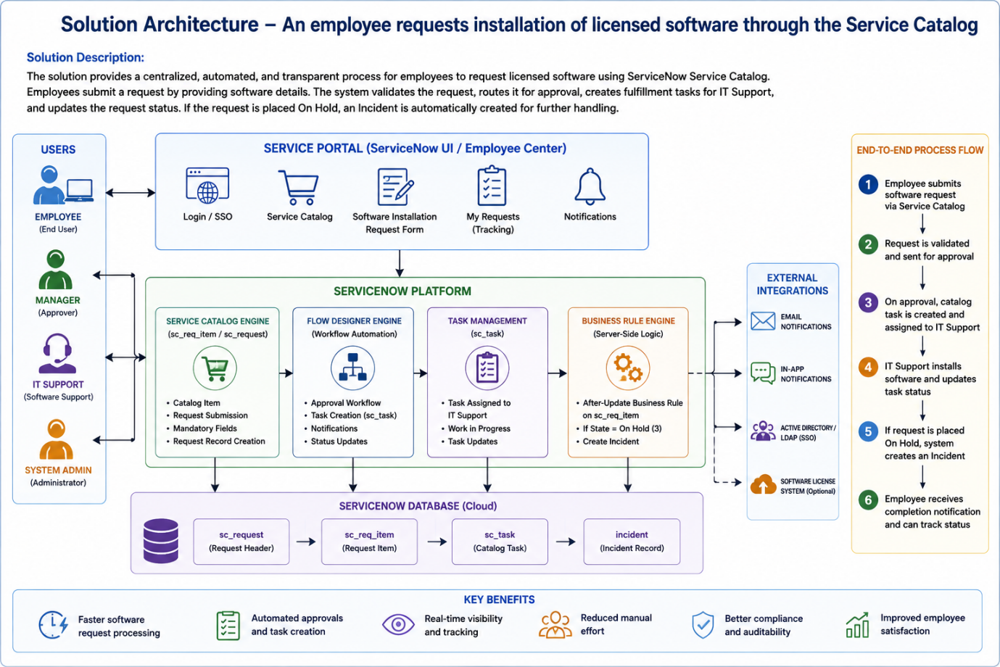 Solution Architecture – An employee requests installation of licensed software through the Service Catalog
Solution Description:
The solution provides a centralized, automated, and transparent process for employees to request licensed software using ServiceNow Service Catalog.
Employees submit a request by providing software details. The system validates the request, routes it for approval, creates fulfillment tasks for IT Support,
and updates the request status. If the request is placed On Hold, an Incident is automatically created for further handling.
USERS
EMPLOYEE
(End User)
MANAGER
(Approver)
IT SUPPORT
(Software Support)
SYSTEM ADMIN
(Administrator)
SERVICE PORTAL (ServiceNow UI / Employee Center)
Login / SSO
Service Catalog
Software Installation
Request Form
My Requests
(Tracking)
Notifications
SERVICENOW PLATFORM
SERVICE CATALOG ENGINE
(sc_req_item / sc_request)
• Catalog Item
• Request Submission
• Mandatory Fields
• Request Record Creation
FLOW DESIGNER ENGINE
(Workflow Automation)
• Approval Workflow
• Task Creation (sc_task)
• Notifications
• Status Updates
TASK MANAGEMENT
(sc_task)
• Task Assigned to
IT Support
• Work in Progress
• Task Updates
BUSINESS RULE ENGINE
(Server-Side Logic)
• After-Update Business Rule
on sc_req_item
• If State = On Hold (3)
• Create Incident
SERVICENOW DATABASE (Cloud)
sc_request
(Request Header)
sc_req_item
(Request Item)
sc_task
(Catalog Task)
incident
(Incident Record)
EXTERNAL
INTEGRATIONS
EMAIL
NOTIFICATIONS
IN-APP
NOTIFICATIONS
ACTIVE DIRECTORY /
LDAP (SSO)
SOFTWARE LICENSE
SYSTEM (Optional)
END-TO-END PROCESS FLOW
1 Employee submits
software request
via Service Catalog
2 Request is validated
and sent for approval
3 On approval, catalog
task is created and
assigned to IT Support
4 IT Support installs
software and updates
task status
5 If request is placed
On Hold, system
creates an Incident
6 Employee receives
completion notification
and can track status
KEY BENEFITS
Faster software
request processing
Automated approvals
and task creation
Real-time visibility
and tracking
Reduced manual
effort
Better compliance
and auditability
Improved employee
satisfaction